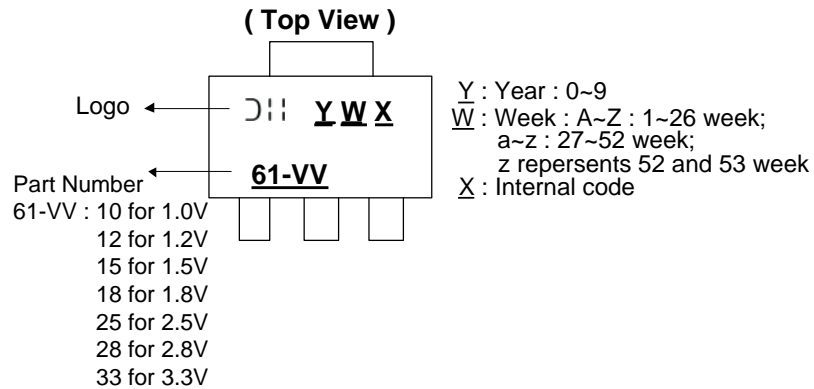 ( Top View )
Logo
Y W X
61-VV
Y : Year : 0~9
W : Week : A~Z : 1~26 week;
a~z : 27~52 week;
z repersents 52 and 53 week
X : Internal code
Part Number
61-VV : 10 for 1.0V
12 for 1.2V
15 for 1.5V
18 for 1.8V
25 for 2.5V
28 for 2.8V
33 for 3.3V